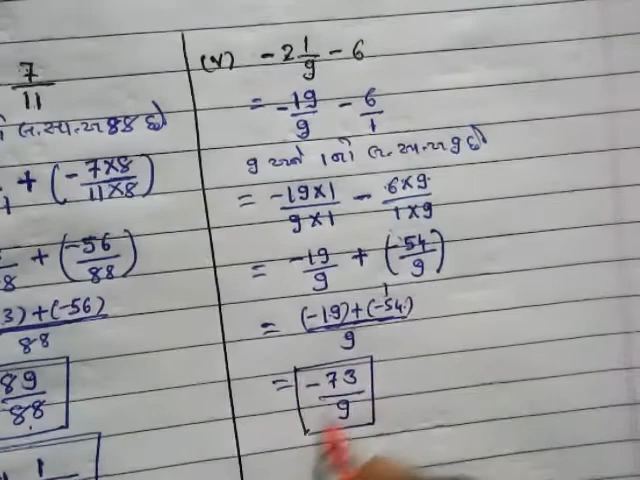 7/11
લ.સા.અ 88 છે
+ (-7×8/11×8)
+ (-56/88)
3)+(-56)/88
89/88
1
(v) -2 1/9 - 6
= -19/9 - 6/1
9 અને 1 નો લ.સા.અ 9 છે
= -19×1/9×1 - 6×9/1×9
= -19/9 + (-54/9)
= (-19)+(-54)/9
= -73/9